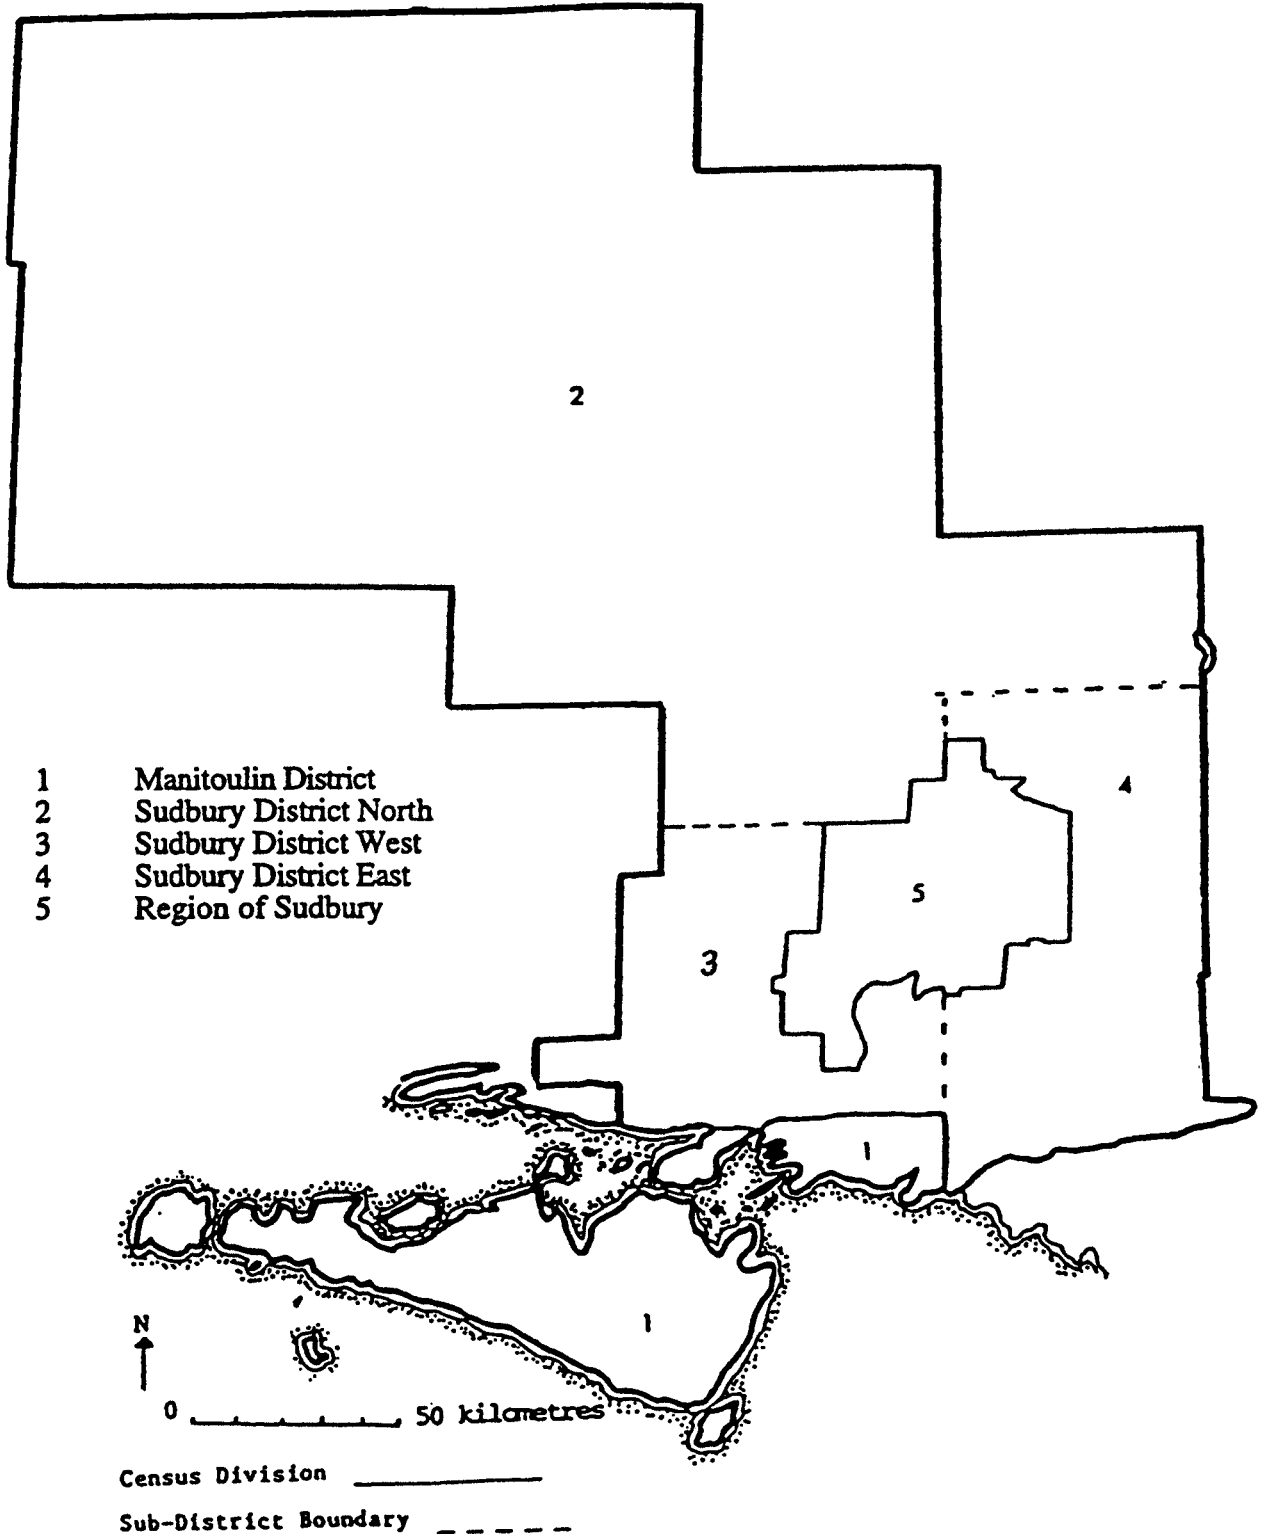 2
4
1 Manitoulin District
2 Sudbury District North
3 Sudbury District West
4 Sudbury District East
5 Region of Sudbury
5
3
1
1
N
0 50 kilometres
Census Division
Sub-District Boundary